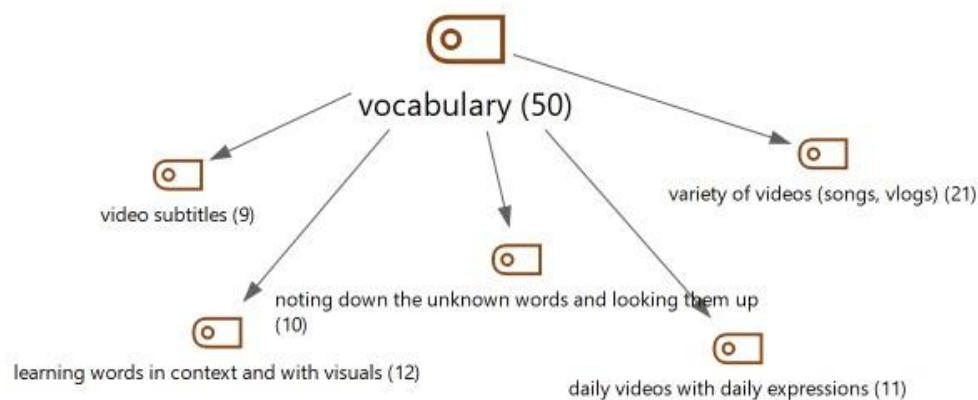 vocabulary (50)
video subtitles (9)
variety of videos (songs, vlogs) (21)
noting down the unknown words and looking them up
(10)
learning words in context and with visuals (12)
daily videos with daily expressions (11)